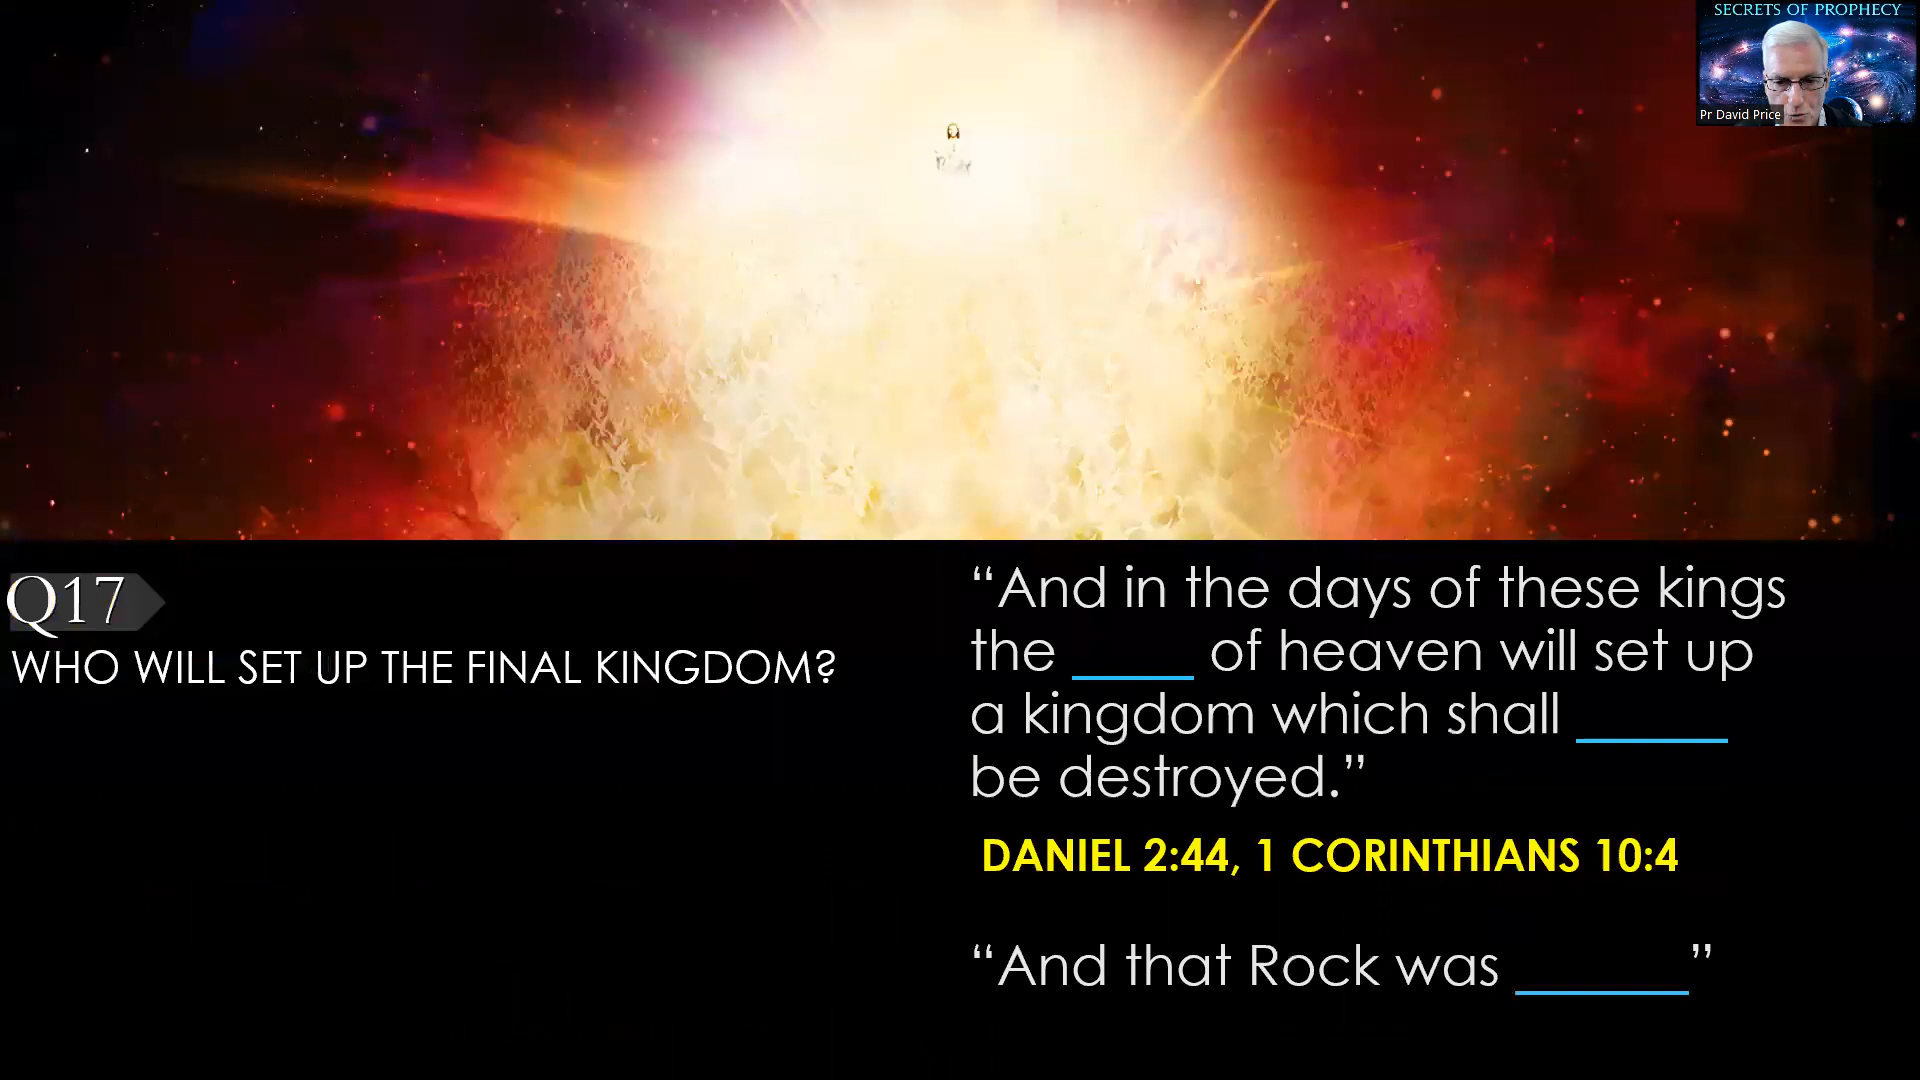 SECRETS OF PROPHECY
Pr David Price
Q17
WHO WILL SET UP THE FINAL KINGDOM?
“And in the days of these kings
the ____ of heaven will set up
a kingdom which shall _____
be destroyed.”
DANIEL 2:44, 1 CORINTHIANS 10:4
“And that Rock was ______”